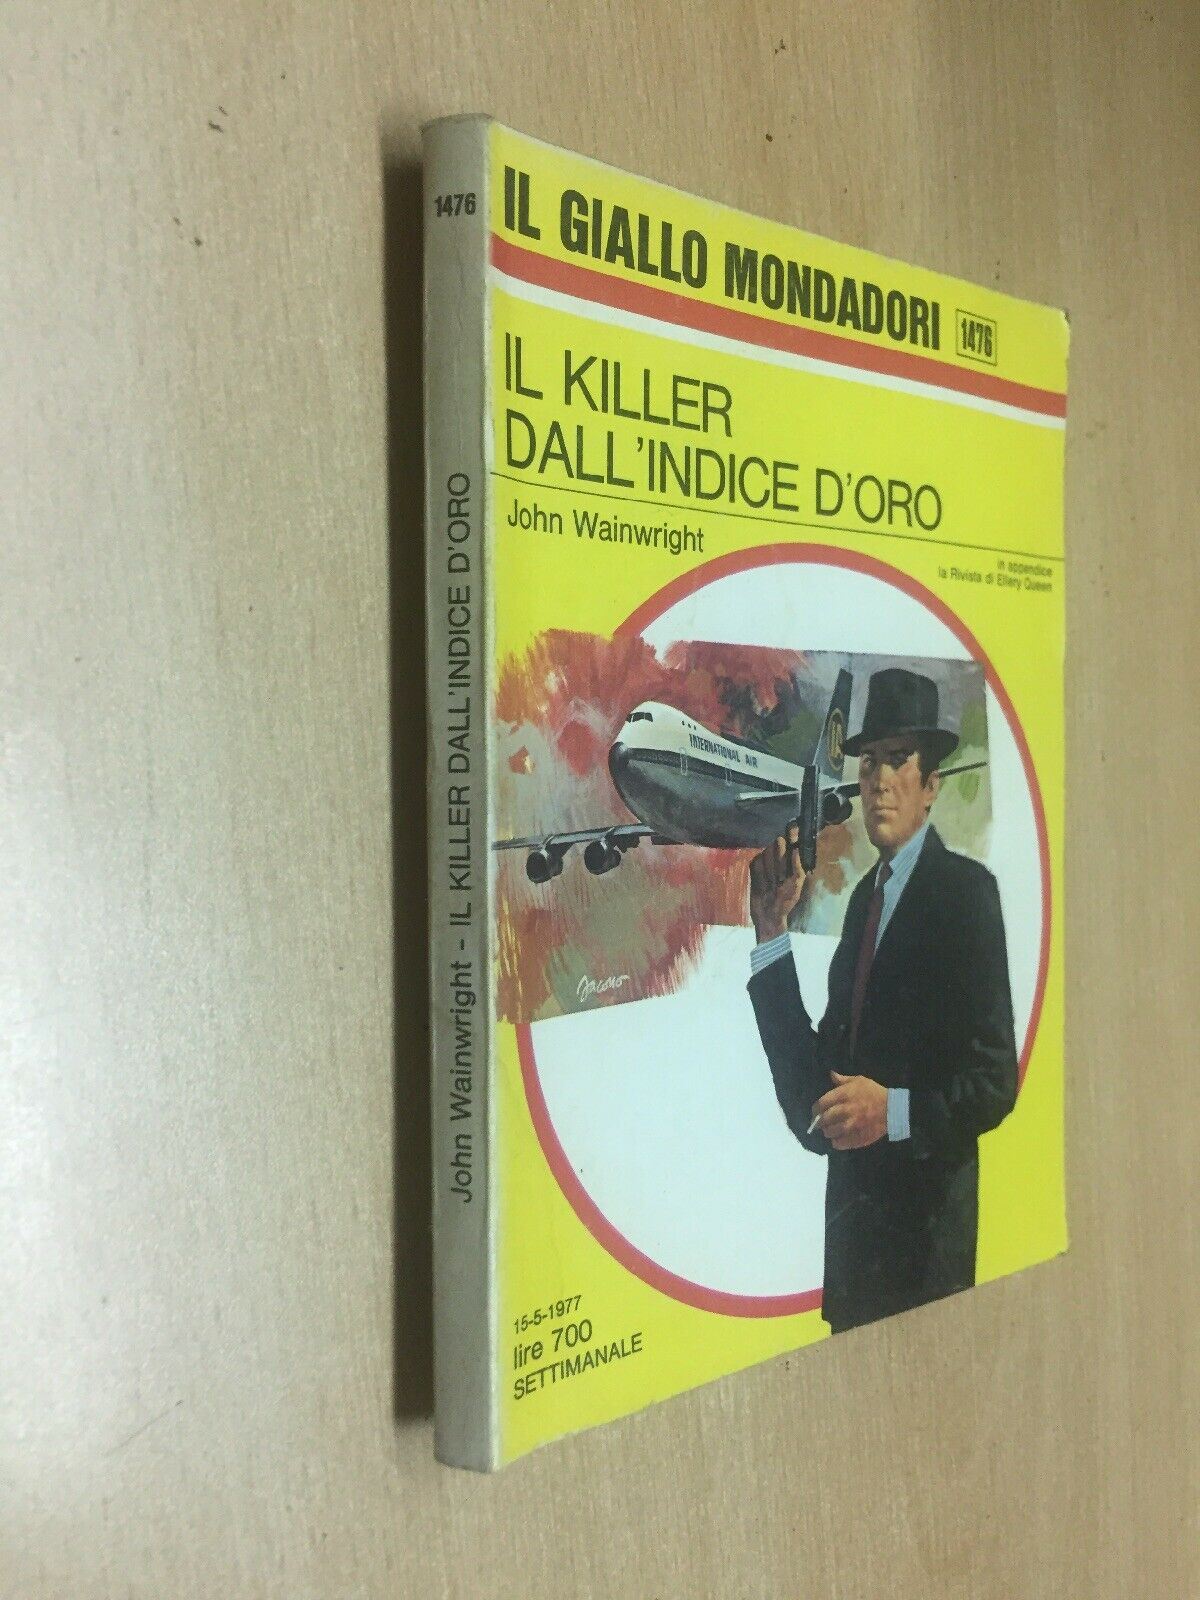 1476
John Wainwright - IL KILLER DALL'INDICE D'ORO
IL GIALLO MONDADORI 1476
IL KILLER
DALL'INDICE D'ORO
John Wainwright
in appendice
la Rivista di Ellery Queen
INTERNATIONAL AIR
Jacono
15-5-1977
lire 700
SETTIMANALE